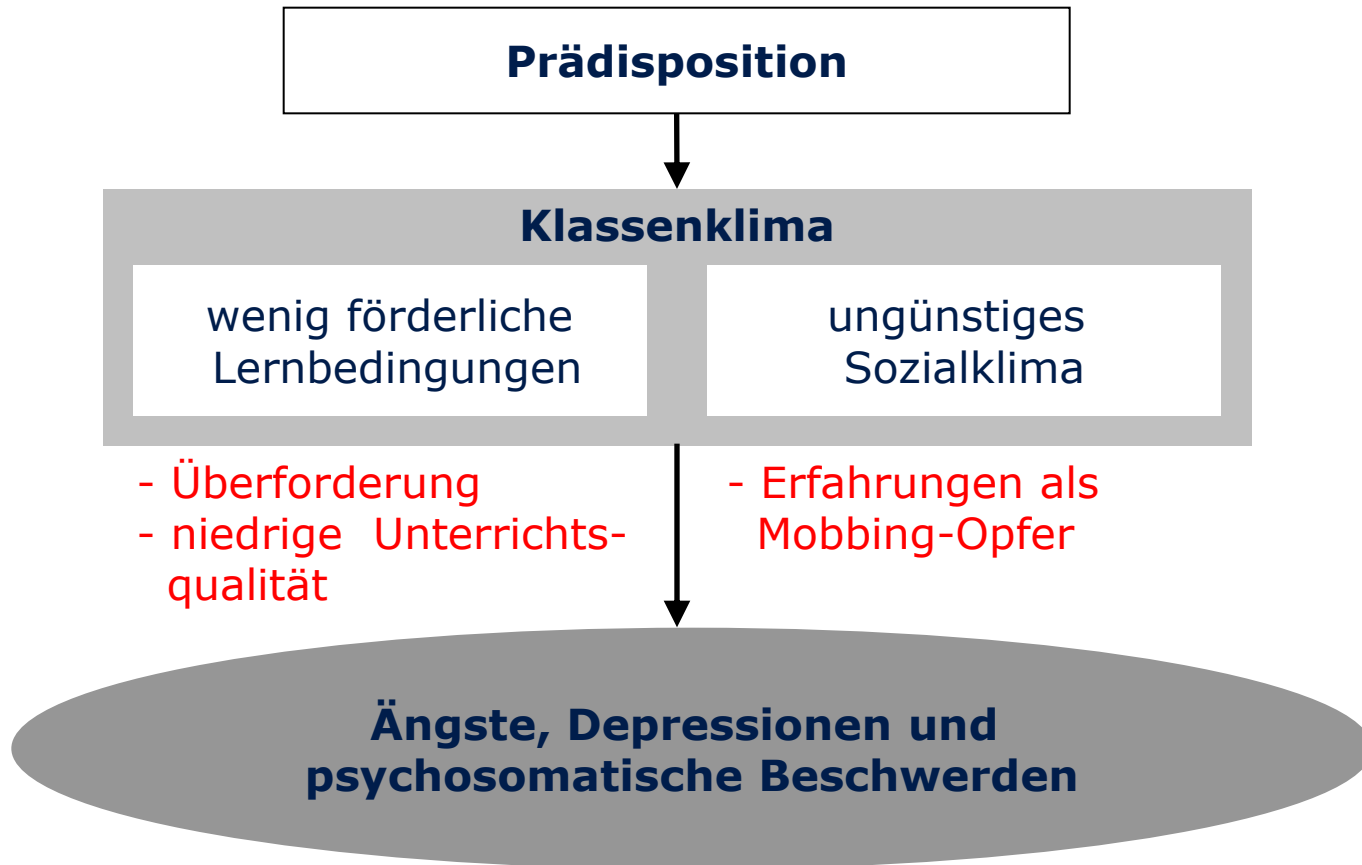 Prädisposition
Klassenklima
wenig förderliche
Lernbedingungen
ungünstiges
Sozialklima
- Überforderung
- niedrige Unterrichts-
qualität
- Erfahrungen als
Mobbing-Opfer
Ängste, Depressionen und
psychosomatische Beschwerden